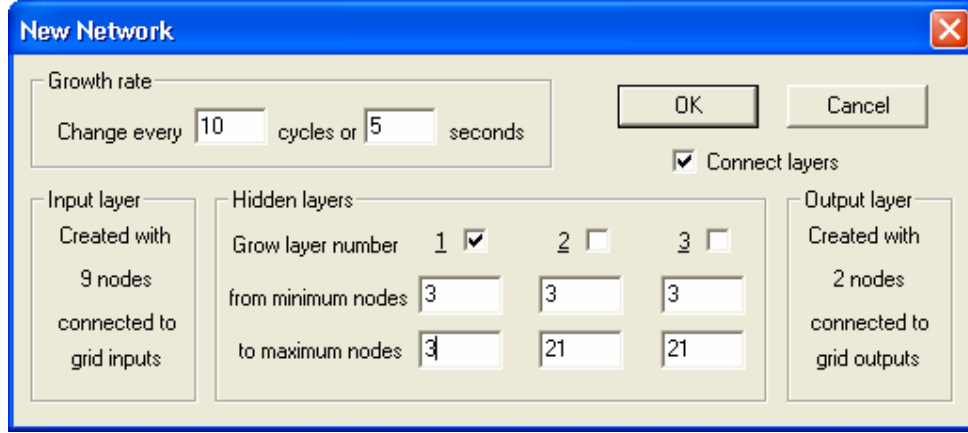 New Network
Growth rate
Change every 10 cycles or 5 seconds
OK
Cancel
Connect layers
Input layer
Created with
9 nodes
connected to
grid inputs
Hidden layers
Grow layer number 1 2 3
from minimum nodes 3 3 3
to maximum nodes 3 21 21
Output layer
Created with
2 nodes
connected to
grid outputs